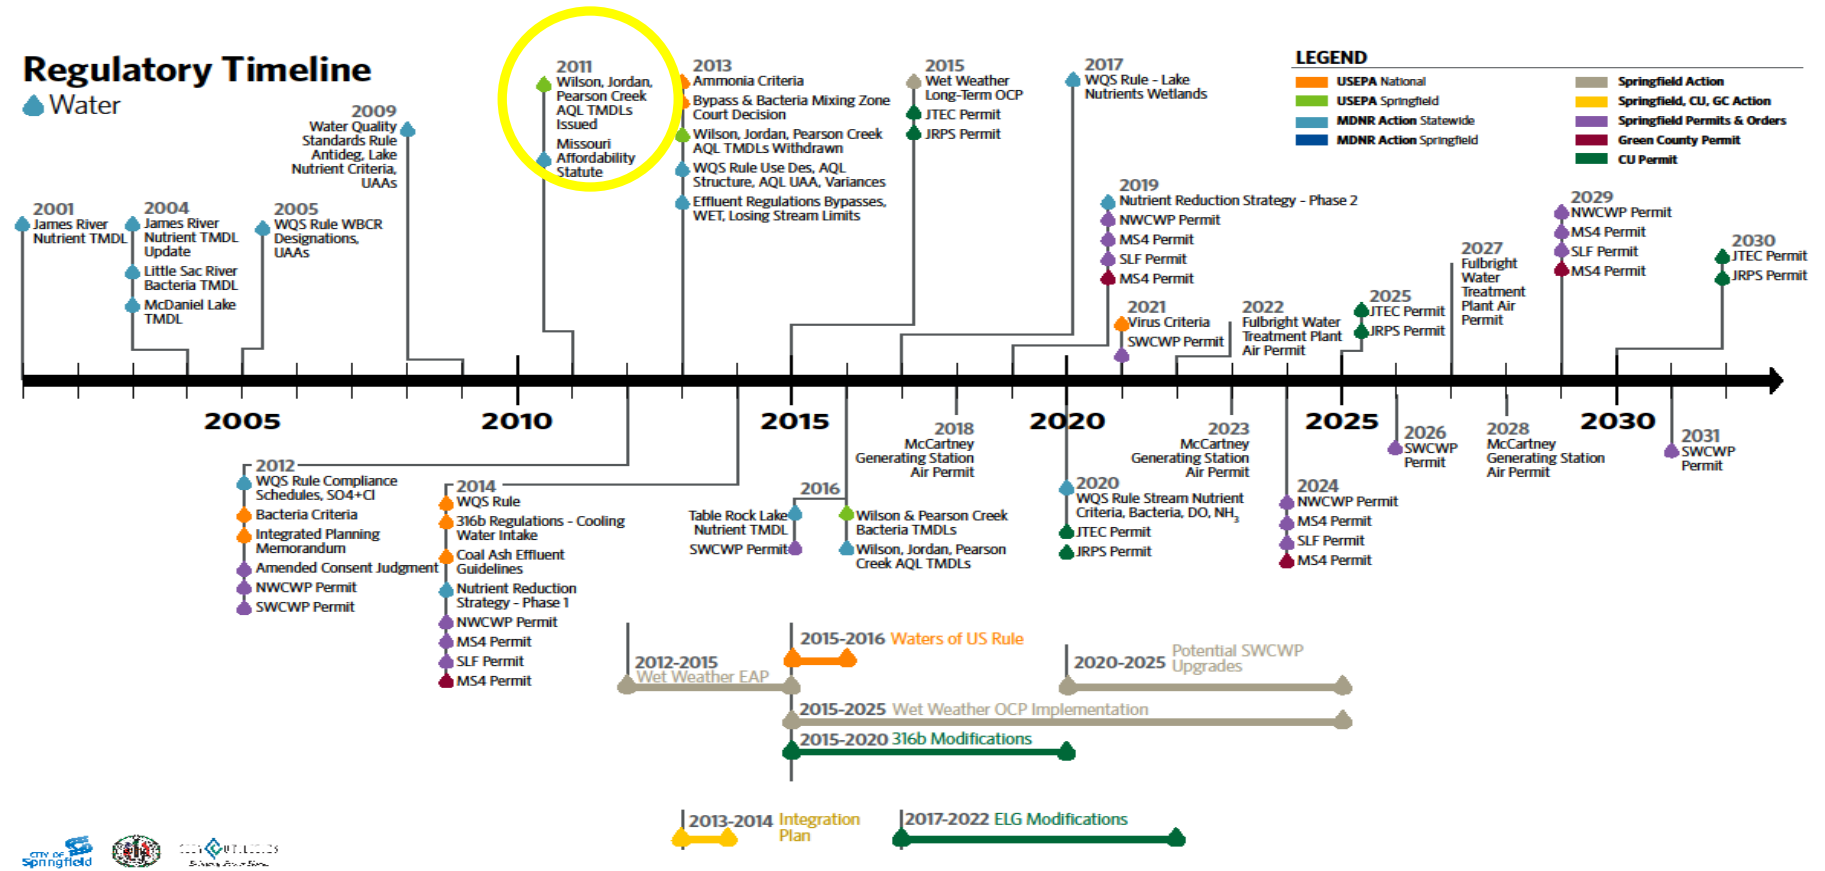 Regulatory Timeline
Water
2001
James River
Nutrient TMDL
2004
James River
Nutrient TMDL
Update
Little Sac River
Bacteria TMDL
McDaniel Lake
TMDL
2005
WQS Rule WBCR
Designations,
UAAs
2009
Water Quality
Standards Rule
Antideg, Lake
Nutrient Criteria,
UAAs
2011
Wilson, Jordan,
Pearson Creek
AQL TMDLs
Issued
Missouri
Affordability
Statute
2013
Ammonia Criteria
Bypass & Bacteria Mixing Zone
Court Decision
Wilson, Jordan, Pearson Creek
AQL TMDLs Withdrawn
WQS Rule Use Des, AQL
Structure, AQL UAA, Variances
Effluent Regulations Bypasses,
WET, Losing Stream Limits
2015
Wet Weather
Long-Term OCP
JTEC Permit
JRPS Permit
2017
WQS Rule - Lake
Nutrients Wetlands
LEGEND
USEPA National
USEPA Springfield
MDNR Action Statewide
MDNR Action Springfield
Springfield Action
Springfield, CU, GC Action
Springfield Permits & Orders
Green County Permit
CU Permit
2019
Nutrient Reduction Strategy - Phase 2
NWCWP Permit
MS4 Permit
SLF Permit
MS4 Permit
2021
Virus Criteria
SWCWP Permit
2022
Fulbright Water
Treatment Plant
Air Permit
2025
JTEC Permit
JRPS Permit
2027
Fulbright
Water
Treatment
Plant Air
Permit
2029
NWCWP Permit
MS4 Permit
SLF Permit
MS4 Permit
2030
JTEC Permit
JRPS Permit
2005
2010
2015
2020
2025
2030
2012
WQS Rule Compliance
Schedules, SO4+Cl
Bacteria Criteria
Integrated Planning
Memorandum
Amended Consent Judgment
NWCWP Permit
SWCWP Permit
2014
WQS Rule
316b Regulations - Cooling
Water Intake
Coal Ash Effluent
Guidelines
Nutrient Reduction
Strategy - Phase 1
NWCWP Permit
MS4 Permit
SLF Permit
MS4 Permit
2016
Table Rock Lake
Nutrient TMDL
SWCWP Permit
Wilson & Pearson Creek
Bacteria TMDLs
Wilson, Jordan, Pearson
Creek AQL TMDLs
2018
McCartney
Generating Station
Air Permit
2020
WQS Rule Stream Nutrient
Criteria, Bacteria, DO, NH3
JTEC Permit
JRPS Permit
2023
McCartney
Generating Station
Air Permit
2024
NWCWP Permit
MS4 Permit
SLF Permit
MS4 Permit
2026
SWCWP
Permit
2028
McCartney
Generating Station
Air Permit
2031
SWCWP
Permit
2012-2015
Wet Weather EAP
2015-2016 Waters of US Rule
2020-2025 Potential SWCWP
Upgrades
2015-2025 Wet Weather OCP Implementation
2015-2020 316b Modifications
2013-2014 Integration
Plan
2017-2022 ELG Modifications
CITY OF
Springfield